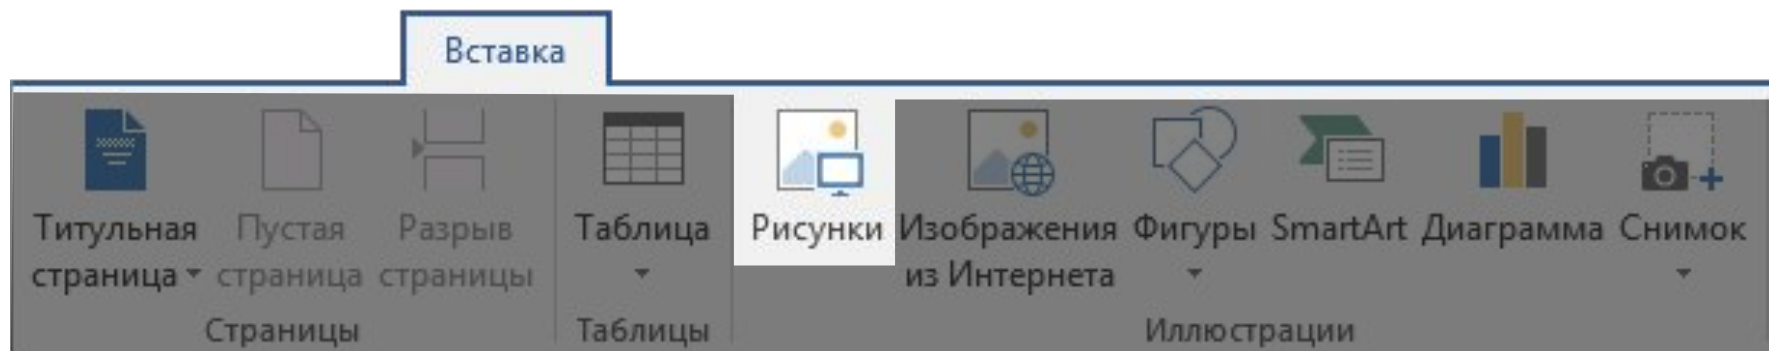 Вставка
Титульная страница
Пустая страница
Разрыв страницы
Таблица
Рисунки
Изображения из Интернета
Фигуры
SmartArt
Диаграмма
Снимок
Страницы
Таблицы
Иллюстрации